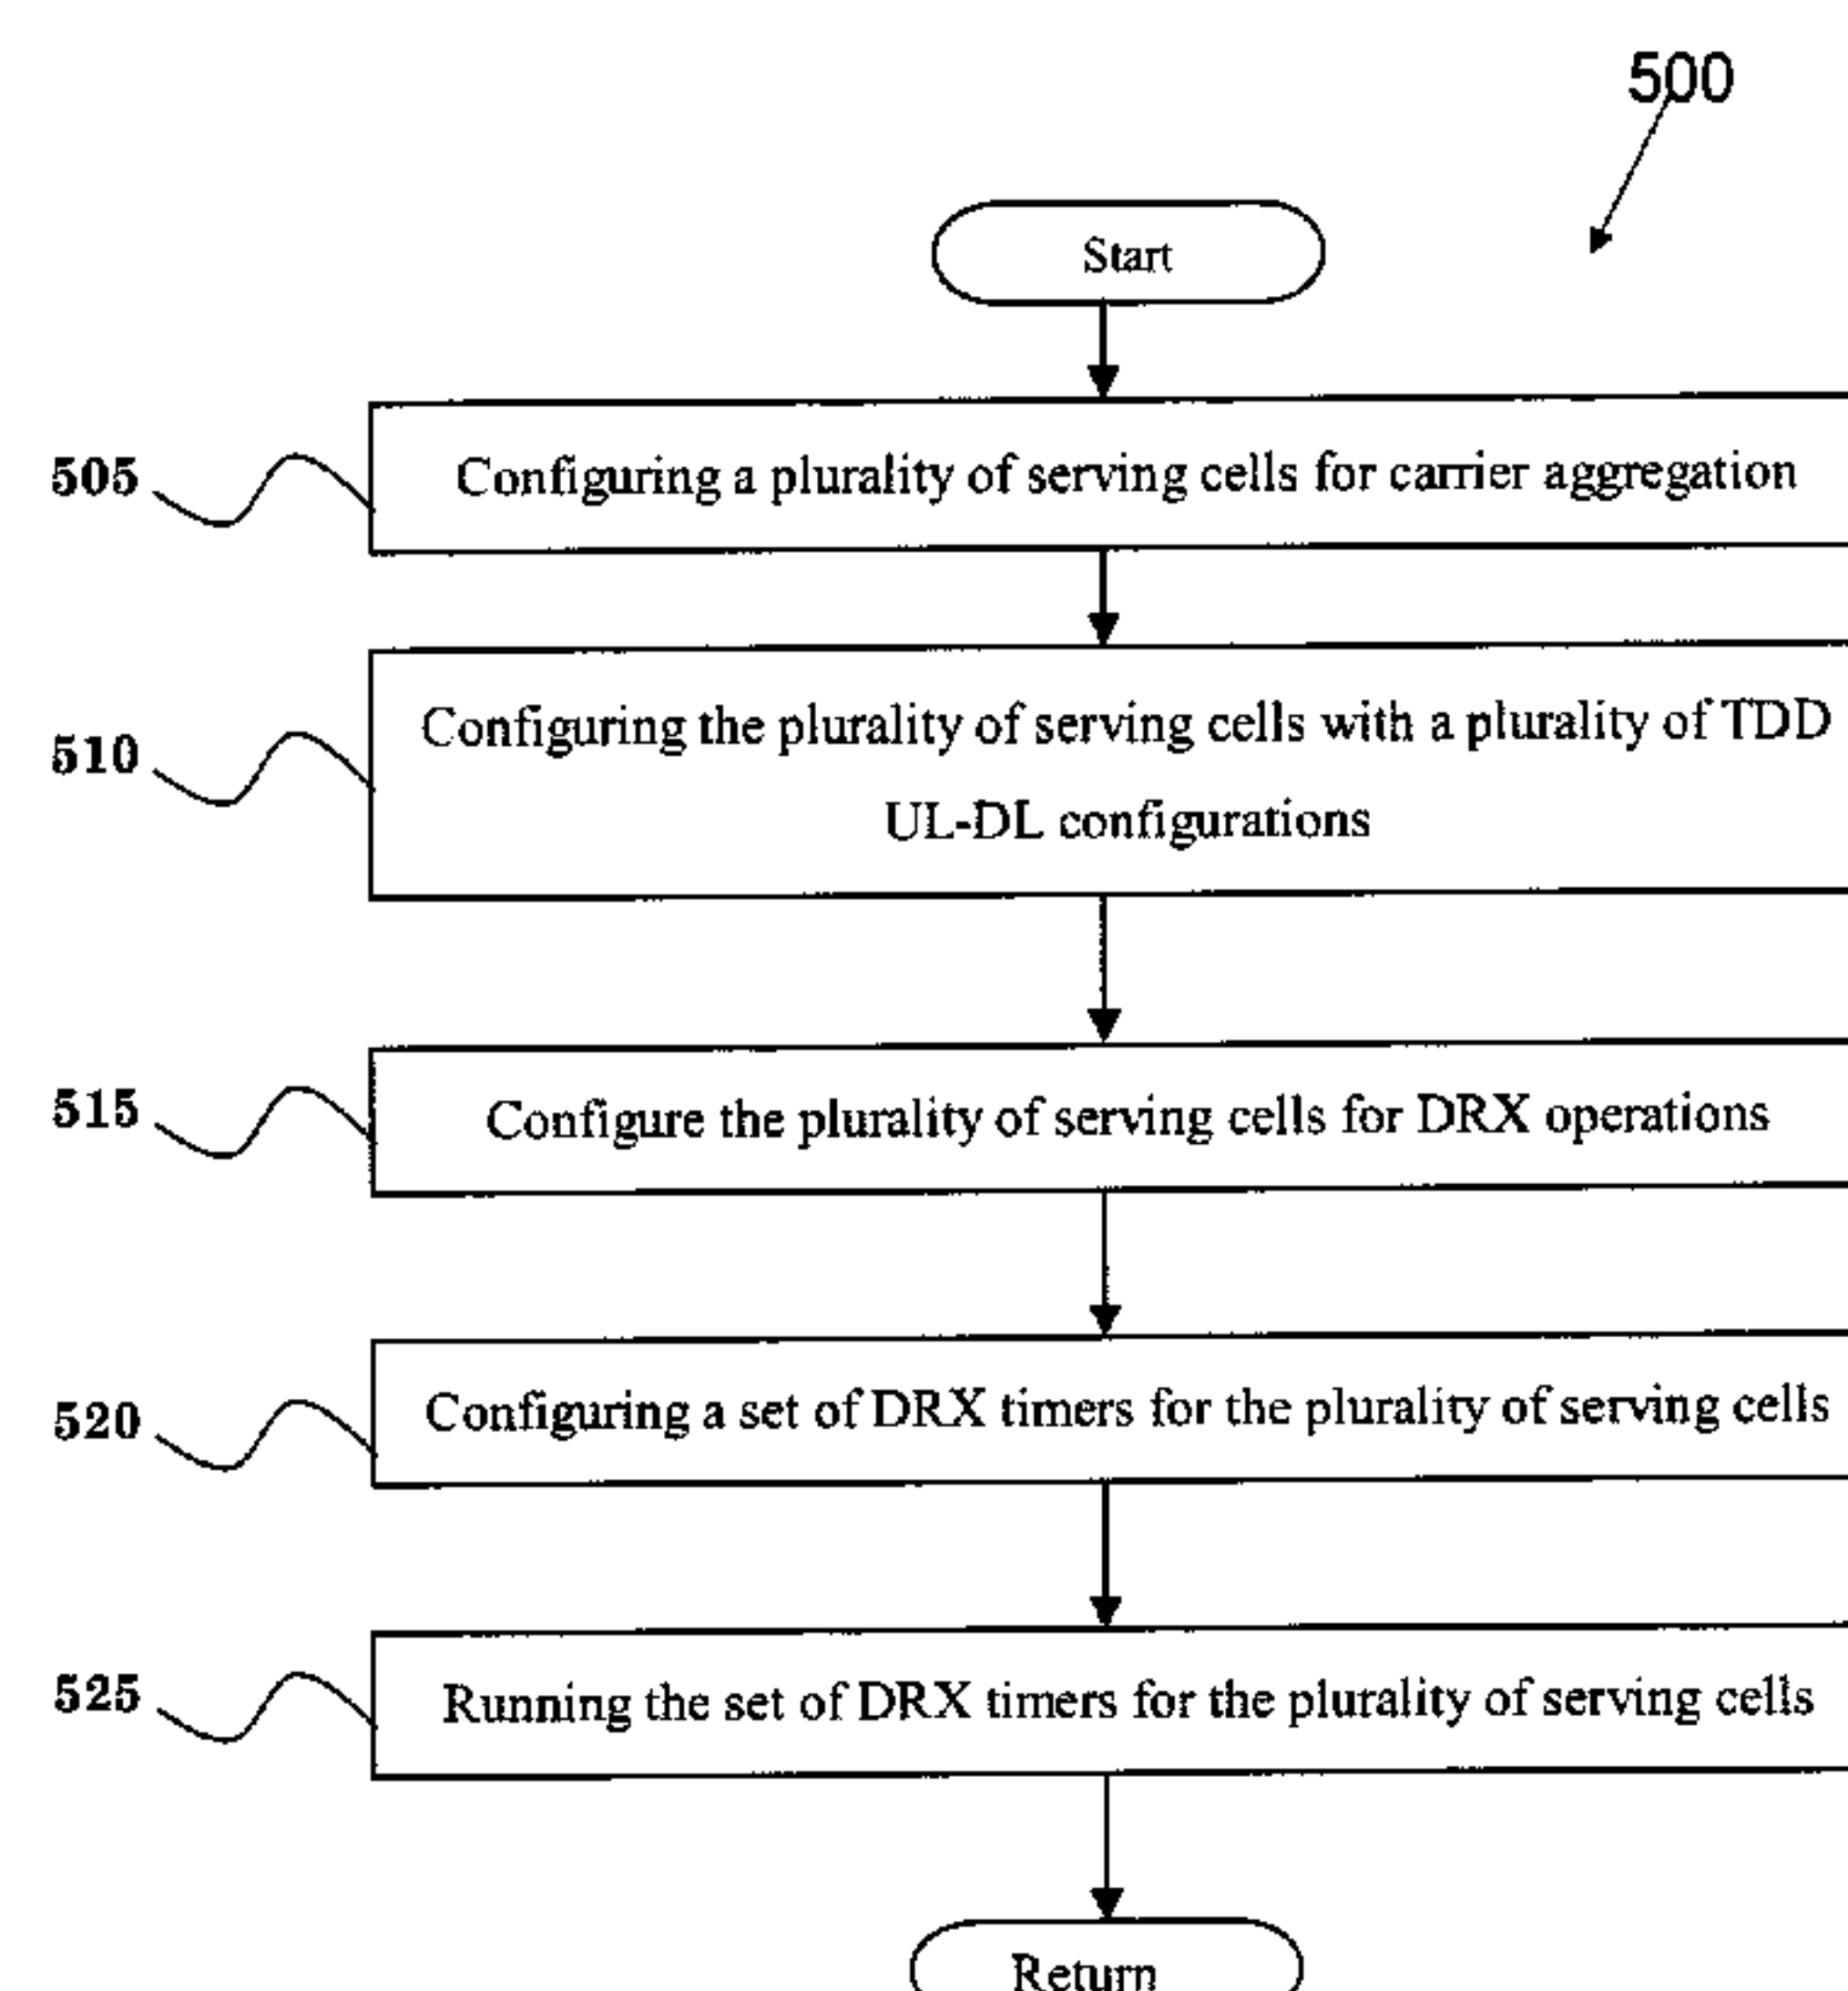 500
Start
505
Configuring a plurality of serving cells for carrier aggregation
510
Configuring the plurality of serving cells with a plurality of TDD
UL-DL configurations
515
Configure the plurality of serving cells for DRX operations
520
Configuring a set of DRX timers for the plurality of serving cells
525
Running the set of DRX timers for the plurality of serving cells
Return